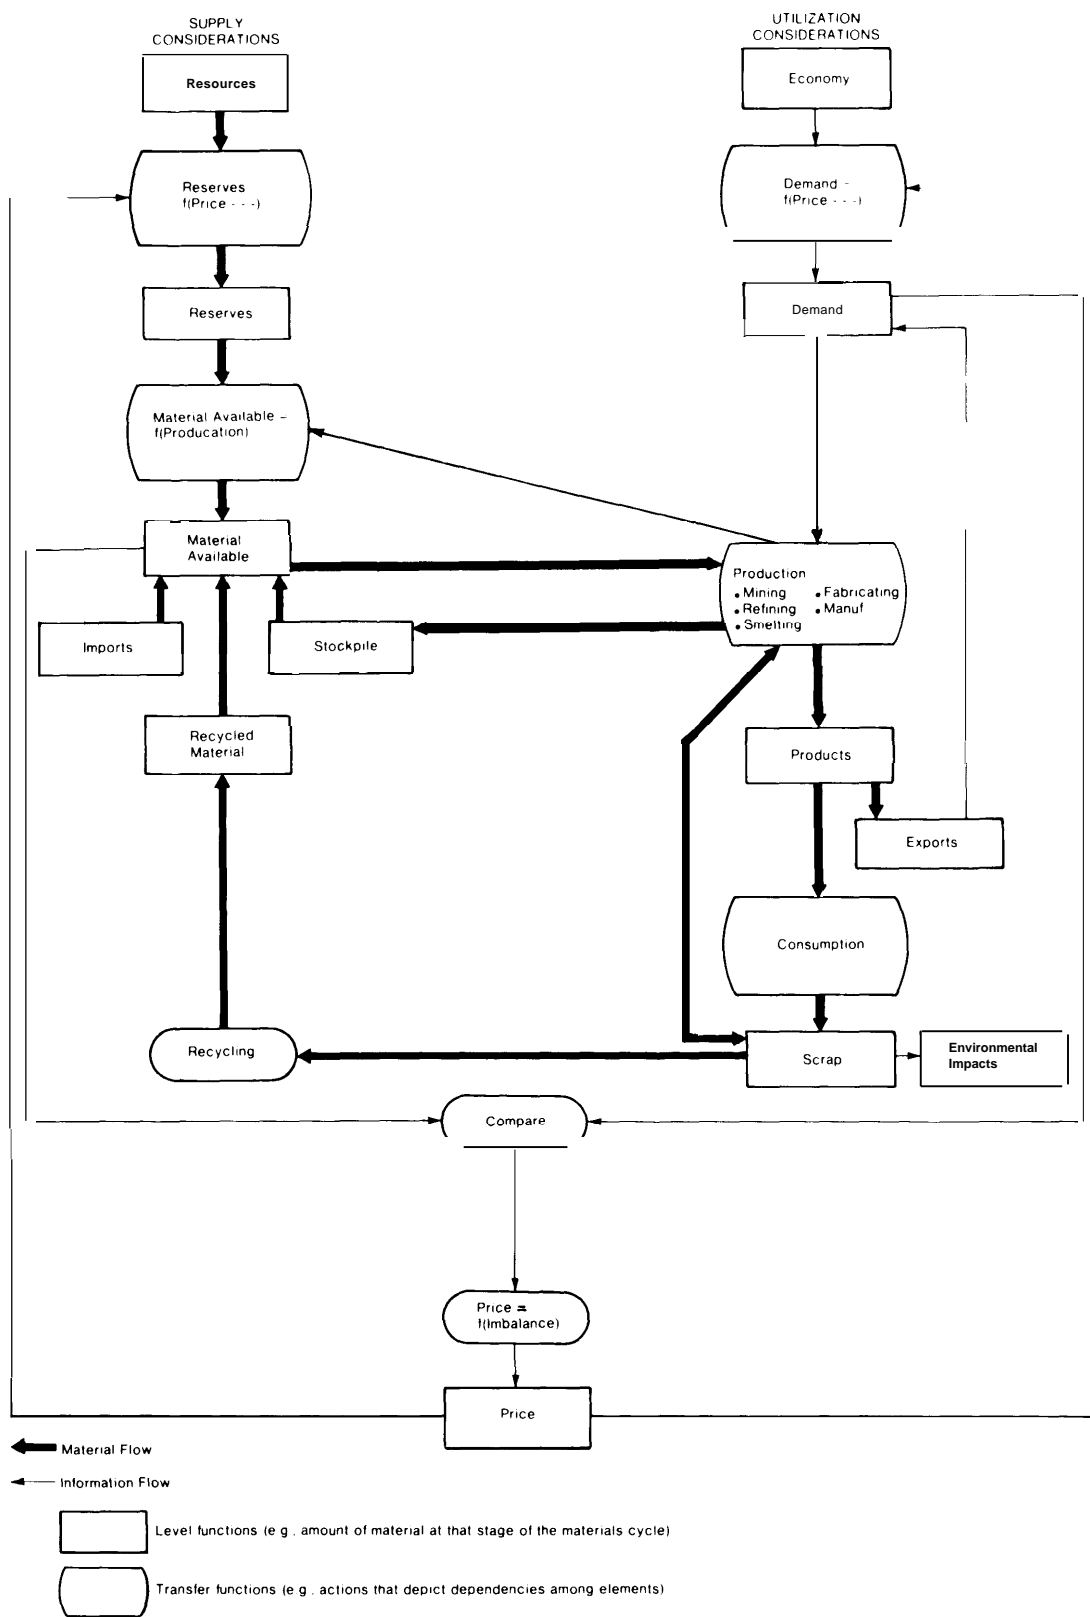 SUPPLY
CONSIDERATIONS
UTILIZATION
CONSIDERATIONS
Resources
Economy
Reserves
f(Price - - -)
Demand -
f(Price - - -)
Reserves
Demand
Material Available -
f(Producation)
Material
Available
Production
• Mining
• Refining
• Smelting
• Fabricating
• Manuf
Imports
Stockpile
Recycled
Material
Products
Exports
Consumption
Recycling
Scrap
Environmental
Impacts
Compare
Price =
f(Imbalance)
Price
Material Flow
Information Flow
Level functions (e g , amount of material at that stage of the materials cycle)
Transfer functions (e g , actions that depict dependencies among elements)